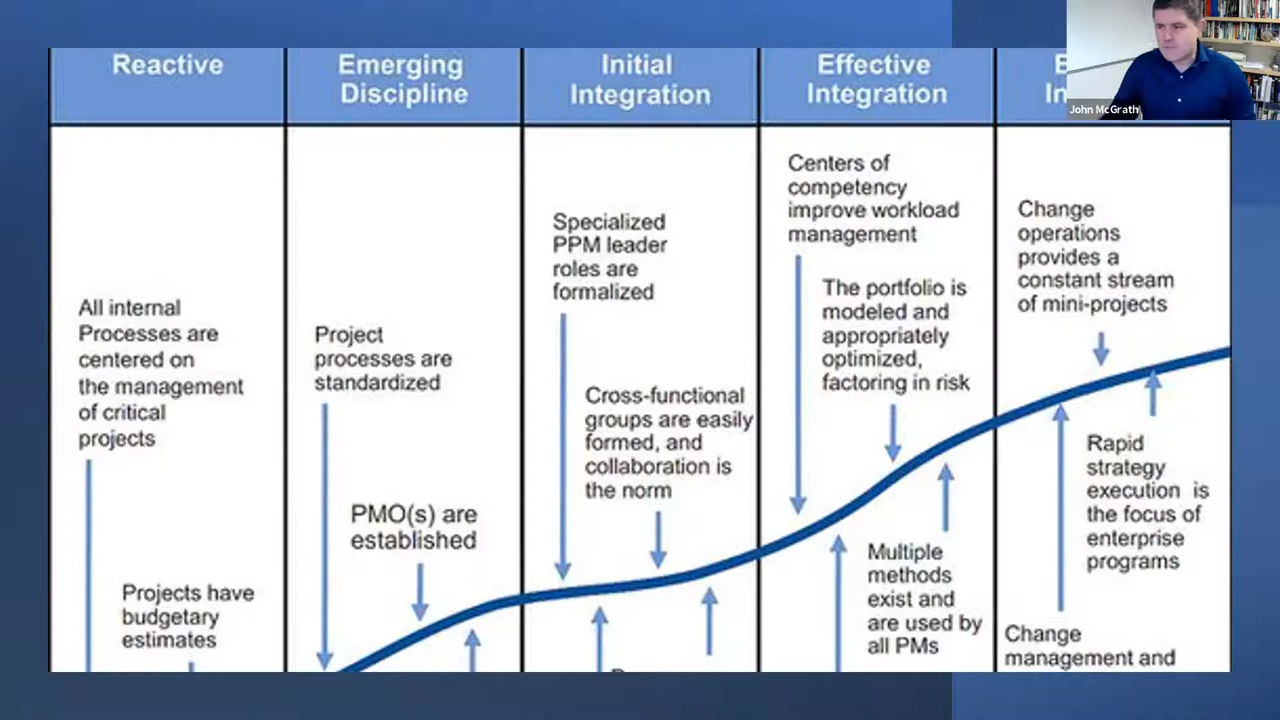 Reactive
Emerging
Discipline
Initial
Integration
Effective
Integration
John McGrath
All internal
Processes are
centered on
the management
of critical
projects
Projects have
budgetary
estimates
Project
processes are
standardized
PMO(s) are
established
Specialized
PPM leader
roles are
formalized
Cross-functional
groups are easily
formed, and
collaboration is
the norm
Centers of
competency
improve workload
management
The portfolio is
modeled and
appropriately
optimized,
factoring in risk
Multiple
methods
exist and
are used by
all PMs
Change
operations
provides a
constant stream
of mini-projects
Rapid
strategy
execution is
the focus of
enterprise
programs
Change
management and